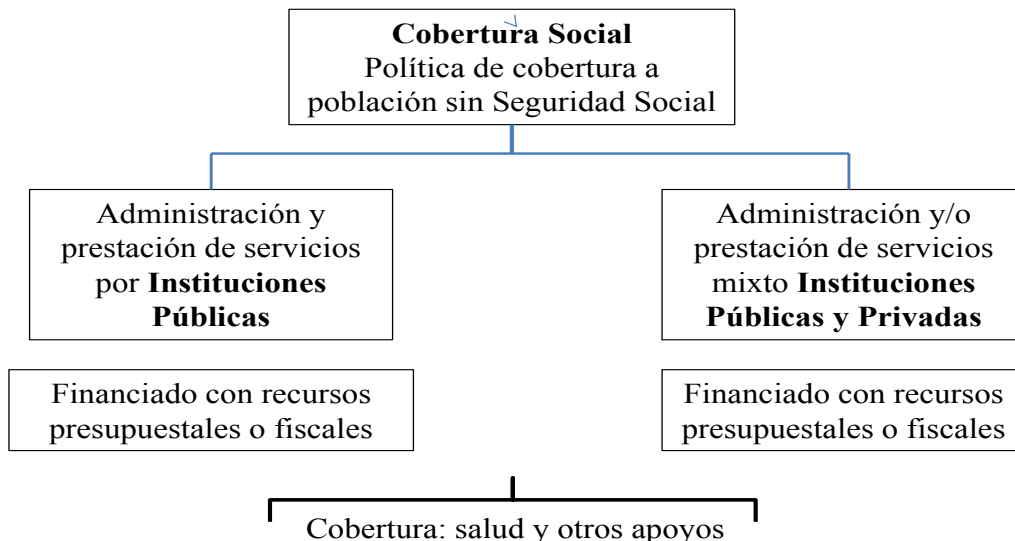 Cobertura Social
Política de cobertura a
población sin Seguridad Social
Administración y
prestación de servicios
por Instituciones
Públicas
Administración y/o
prestación de servicios
mixto Instituciones
Públicas y Privadas
Financiado con recursos
presupuestales o fiscales
Financiado con recursos
presupuestales o fiscales
Cobertura: salud y otros apoyos